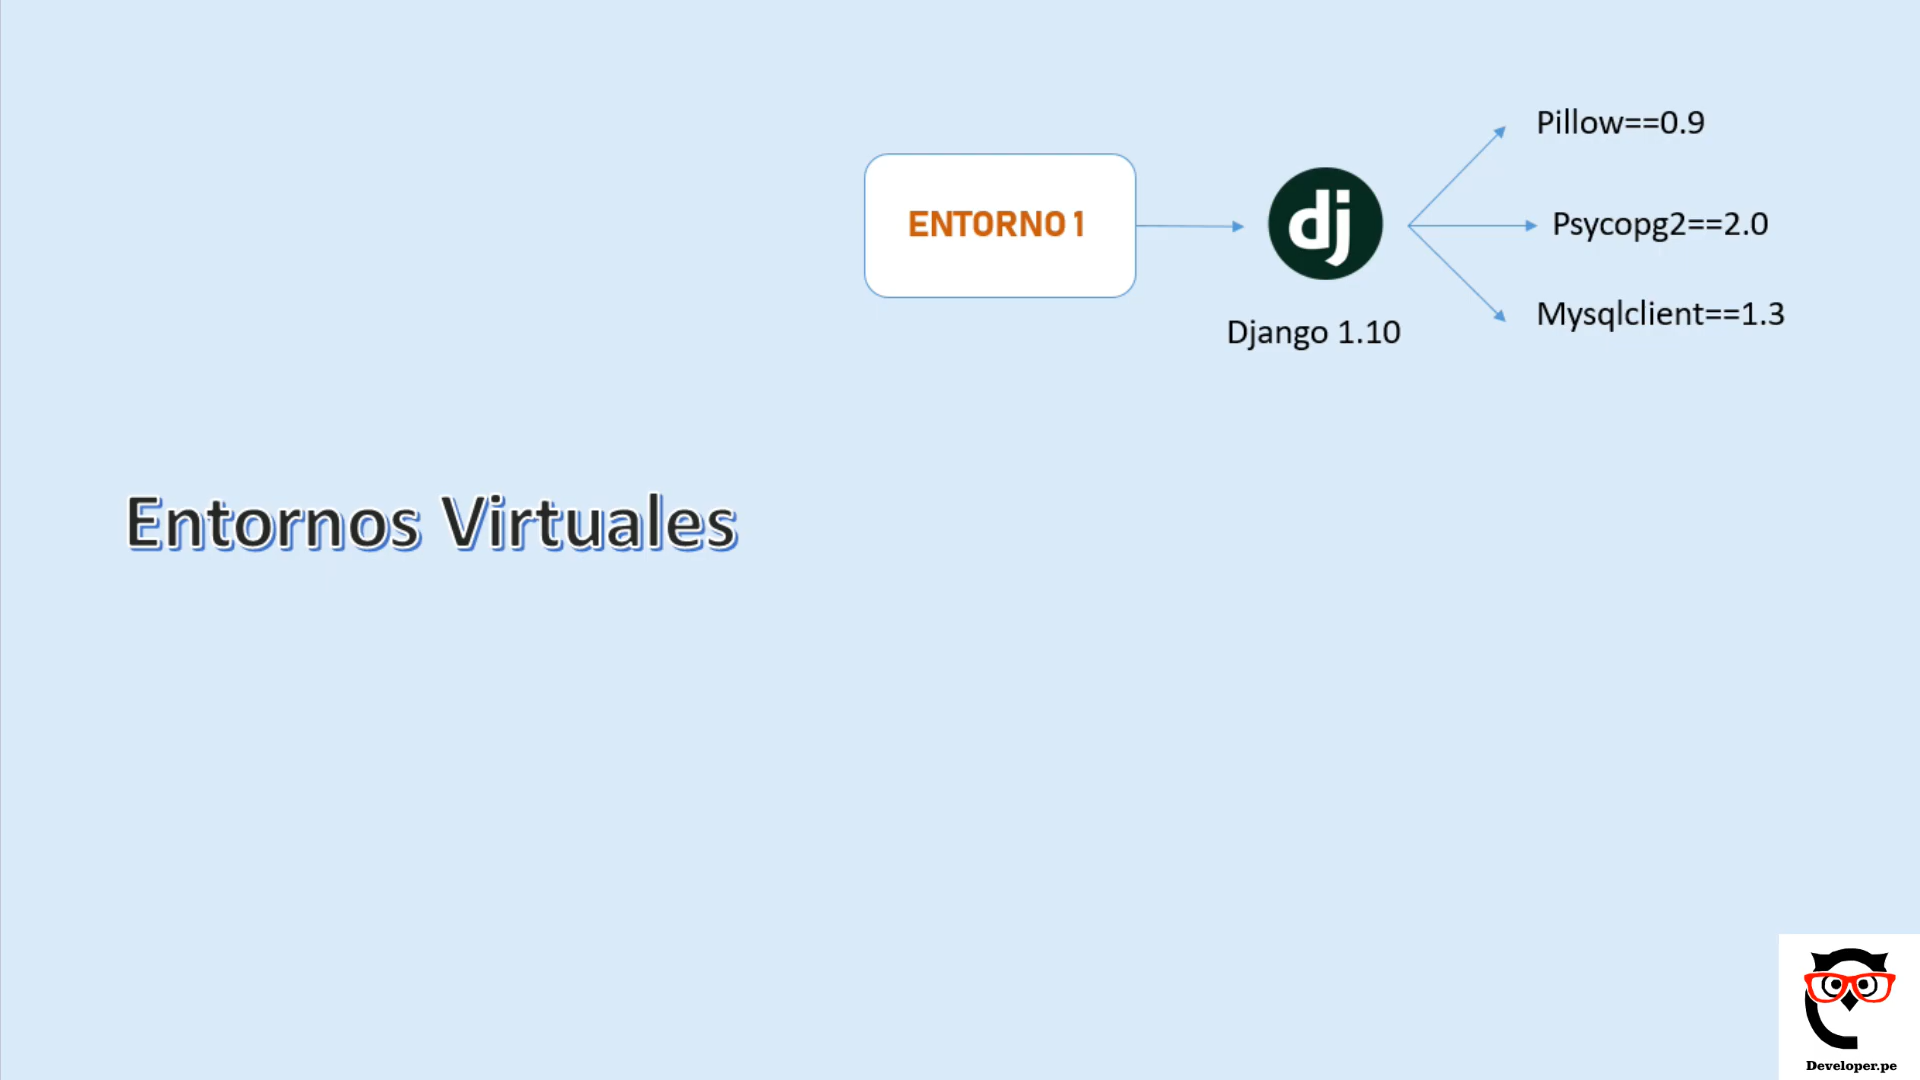 Entornos Virtuales
ENTORNO 1
dj
Django 1.10
Pillow==0.9
Psycopg2==2.0
Mysqlclient==1.3
Developer.pe